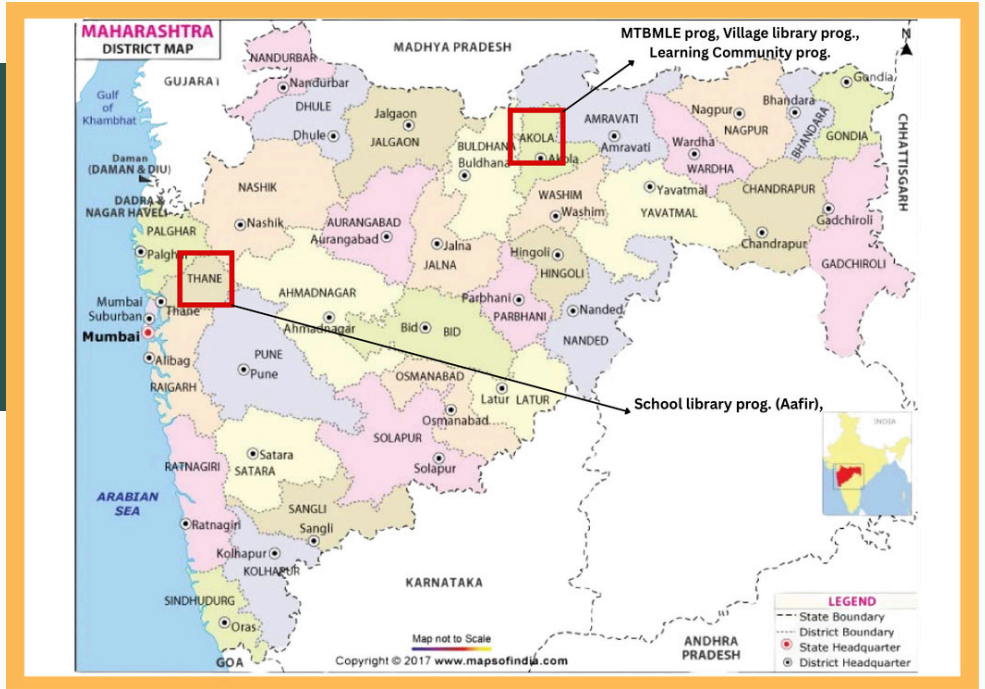 MAHARASHTRA
DISTRICT MAP
MTBMLE prog, Village library prog.,
Learning Community prog.
N
MADHYA PRADESH
GUJARAT
Gulf
of
Khambhat
NANDURBAR
Nandurbar
DHULE
Dhule
Jalgaon
JALGAON
BULDHANA
Buldhana
AKOLA
Akola
AMRAVATI
Amravati
Nagpur
NAGPUR
Wardha
WARDHA
Bhandara
BHANDARA
Gondia
GONDIA
CHHATTISGARH
Daman
(DAMAN & DIU)
DADRA &
NAGAR HAVELI
NASHIK
Nashik
AURANGABAD
Aurangabad
Jalna
JALNA
WASHIM
Washim
Yavatmal
YAVATMAL
CHANDRAPUR
Chandrapur
Gadchiroli
GADCHIROLI
PALGHAR
Palghar
THANE
Thane
Mumbai
Suburban
Mumbai
AHMADNAGAR
Ahmadnagar
Hingoli
HINGOLI
Parbhani
PARBHANI
Nanded
NANDED
Bid
BID
Alibag
RAIGARH
PUNE
Pune
OSMANABAD
Osmanabad
Latur
LATUR
School library prog. (Aafir),
INDIA
SOLAPUR
Solapur
Satara
SATARA
RATNAGIRI
Ratnagiri
ARABIAN
SEA
SANGLI
Sangli
Kolhapur
KOLHAPUR
SINDHUDURG
Oras
GOA
KARNATAKA
ANDHRA
PRADESH
Map not to Scale
Copyright © 2017 www.mapsofindia.com
LEGEND
State Boundary
District Boundary
State Headquarter
District Headquarter